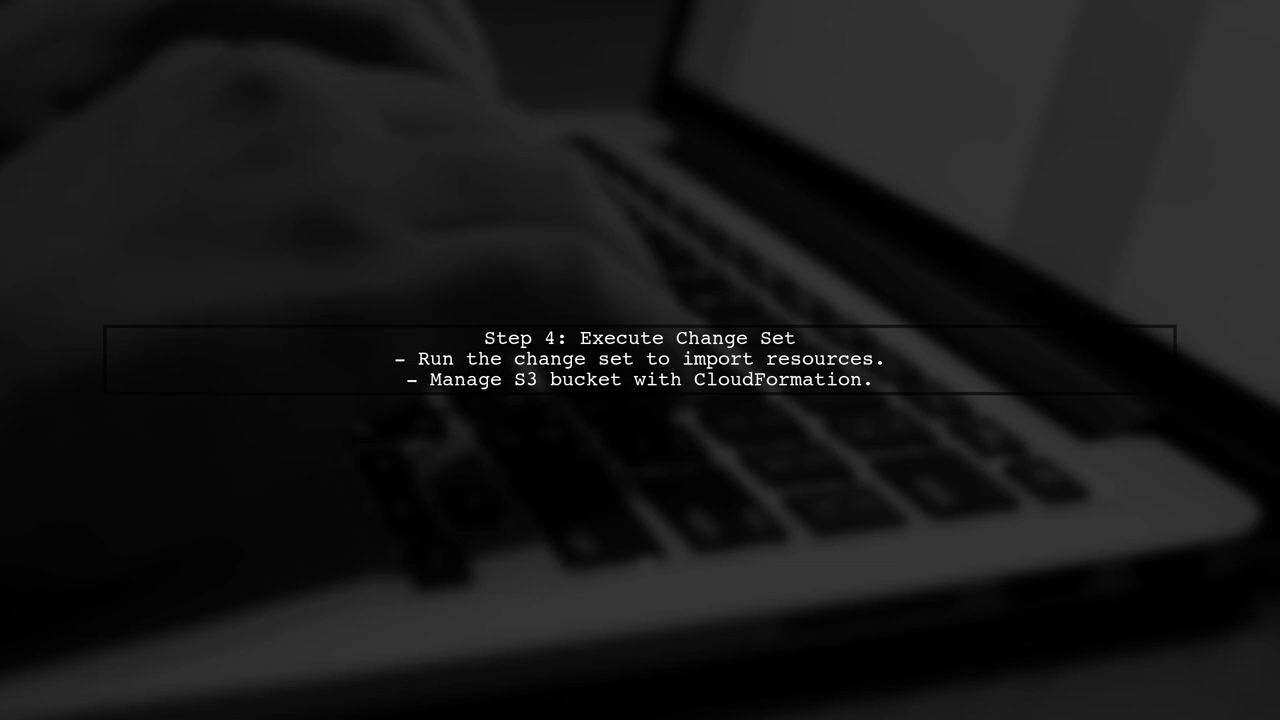 Step 4: Execute Change Set
– Run the change set to import resources.
– Manage S3 bucket with CloudFormation.